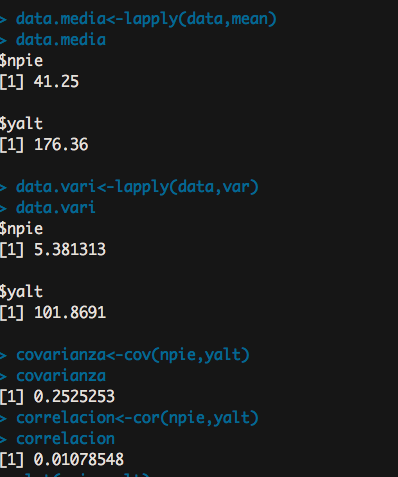 > data.media<-lapply(data,mean)
> data.media
$npie
[1] 41.25
$yalt
[1] 176.36
> data.vari<-lapply(data,var)
> data.vari
$npie
[1] 5.381313
$yalt
[1] 101.8691
> covarianza<-cov(npie,yalt)
> covarianza
[1] 0.2525253
> correlacion<-cor(npie,yalt)
> correlacion
[1] 0.01078548